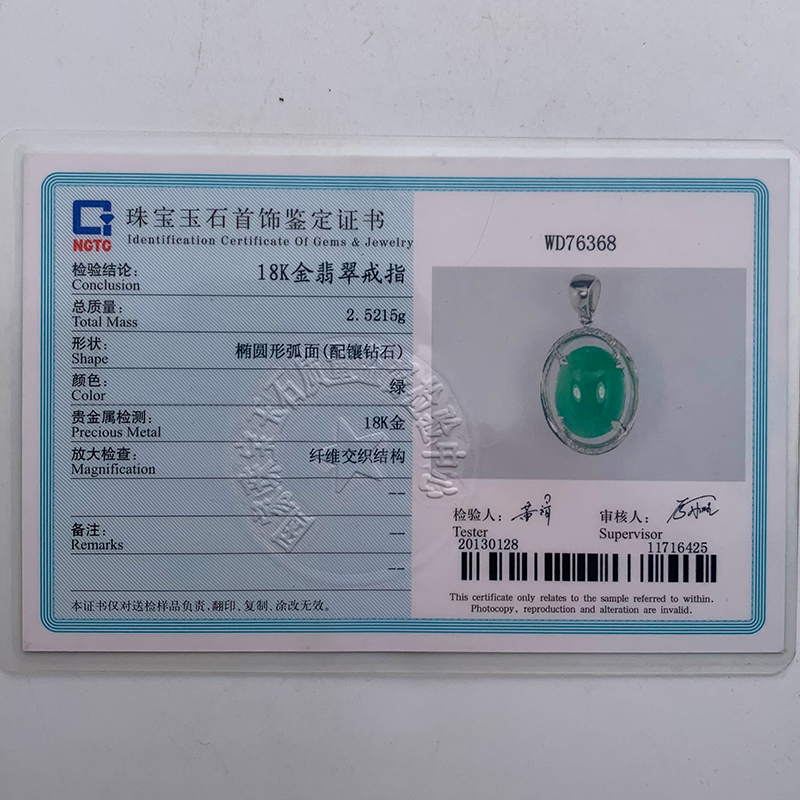 NGTC
珠宝玉石首饰鉴定证书
Identification Certificate Of Gems & Jewelry
检验结论: 18K金翡翠戒指
Conclusion
总质量: 2.5215g
Total Mass
形状: 椭圆形弧面(配镶钻石)
Shape
颜色: 绿
Color
贵金属检测: 18K金
Precious Metal
放大检查: 纤维交织结构
Magnification
--
备注: --
Remarks
--
本证书仅对送检样品负责,翻印、复制、涂改无效。
WD76368
检验人: 审核人:
Tester Supervisor
20130128 11716425
This certificate only relates to the sample referred to within.
Photocopy, reproduction and alteration are invalid.